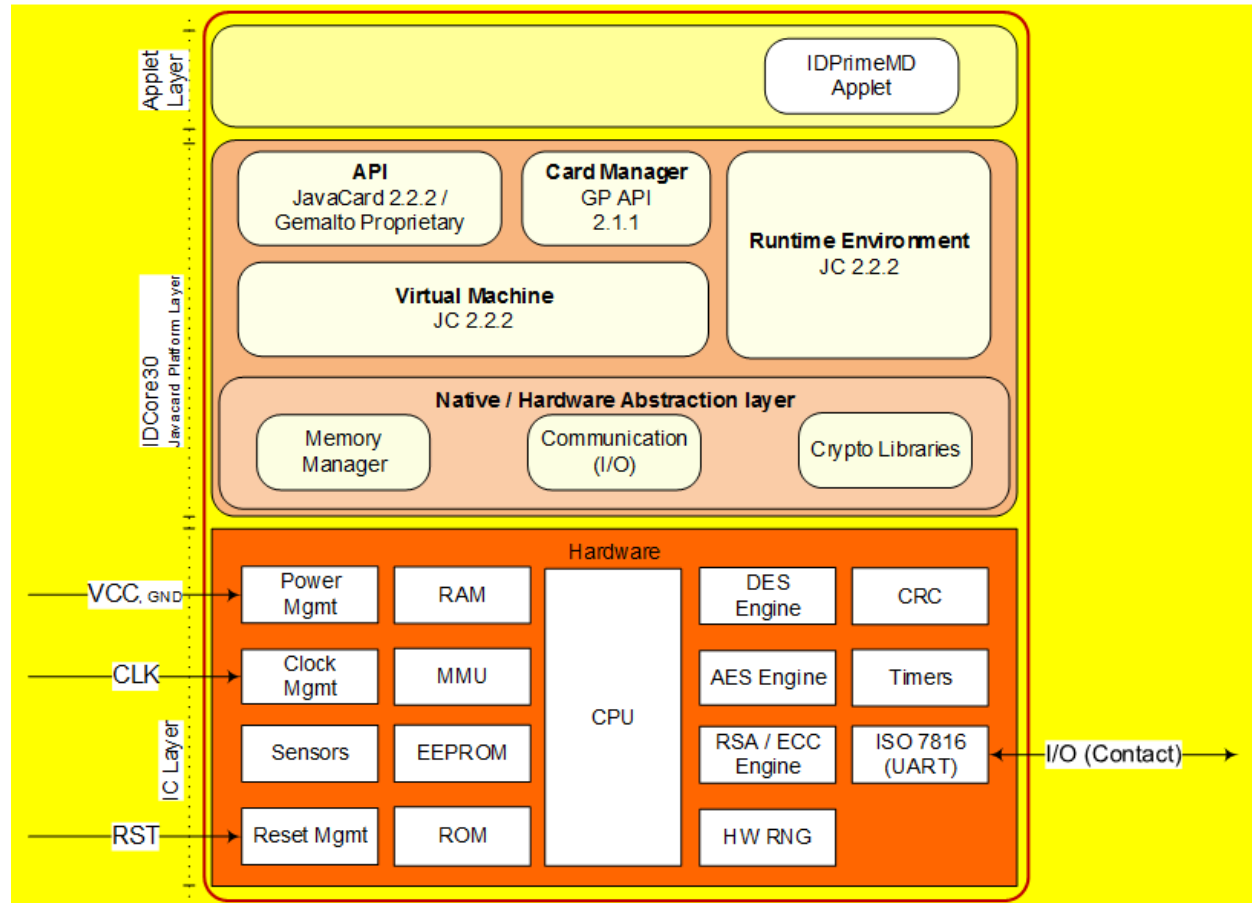 Applet
Layer
IDPrimeMD
Applet
IDCore30
Javacard Platform Layer
API
JavaCard 2.2.2 /
Gemalto Proprietary
Card Manager
GP API
2.1.1
Runtime Environment
JC 2.2.2
Virtual Machine
JC 2.2.2
Native / Hardware Abstraction layer
Memory
Manager
Communication
(I/O)
Crypto Libraries
IC Layer
Hardware
VCC, GND
Power
Mgmt
RAM
CPU
DES
Engine
CRC
CLK
Clock
Mgmt
MMU
AES Engine
Timers
Sensors
EEPROM
RSA / ECC
Engine
ISO 7816
(UART)
I/O (Contact)
RST
Reset Mgmt
ROM
HW RNG